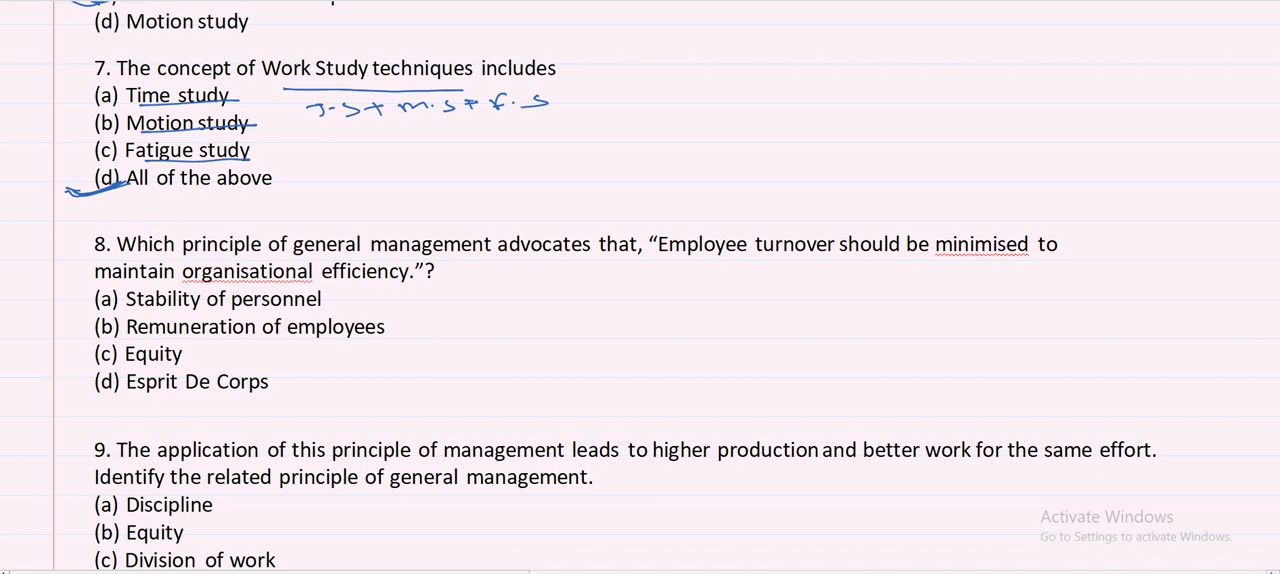 (d) Motion study
7. The concept of Work Study techniques includes
(a) Time study
T.S + M.S + F.S
(b) Motion study
(c) Fatigue study
(d) All of the above
8. Which principle of general management advocates that, “Employee turnover should be minimised to
maintain organisational efficiency.”?
(a) Stability of personnel
(b) Remuneration of employees
(c) Equity
(d) Esprit De Corps
9. The application of this principle of management leads to higher production and better work for the same effort.
Identify the related principle of general management.
(a) Discipline
(b) Equity
(c) Division of work
Activate Windows
Go to Settings to activate Windows.